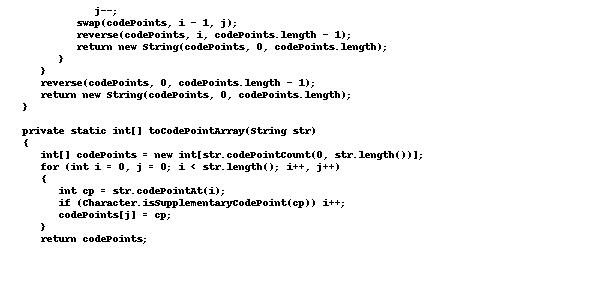 j--;
swap(codePoints, i - 1, j);
reverse(codePoints, i, codePoints.length - 1);
return new String(codePoints, 0, codePoints.length);
}
}
reverse(codePoints, 0, codePoints.length - 1);
return new String(codePoints, 0, codePoints.length);
}
private static int[] toCodePointArray(String str)
{
int[] codePoints = new int[str.codePointCount(0, str.length())];
for (int i = 0, j = 0; i < str.length(); i++, j++)
{
int cp = str.codePointAt(i);
if (Character.isSupplementaryCodePoint(cp)) i++;
codePoints[j] = cp;
}
return codePoints;